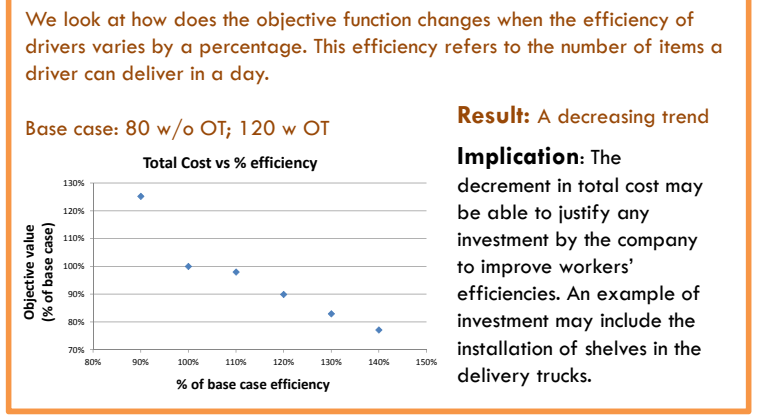 We look at how does the objective function changes when the efficiency of
drivers varies by a percentage. This efficiency refers to the number of items a
driver can deliver in a day.
Base case: 80 w/o OT; 120 w OT
Total Cost vs % efficiency
Objective value
(% of base case)
130%
120%
110%
100%
90%
80%
70%
80%
90%
100%
110%
120%
130%
140%
150%
% of base case efficiency
Result: A decreasing trend
Implication: The
decrement in total cost may
be able to justify any
investment by the company
to improve workers’
efficiencies. An example of
investment may include the
installation of shelves in the
delivery trucks.